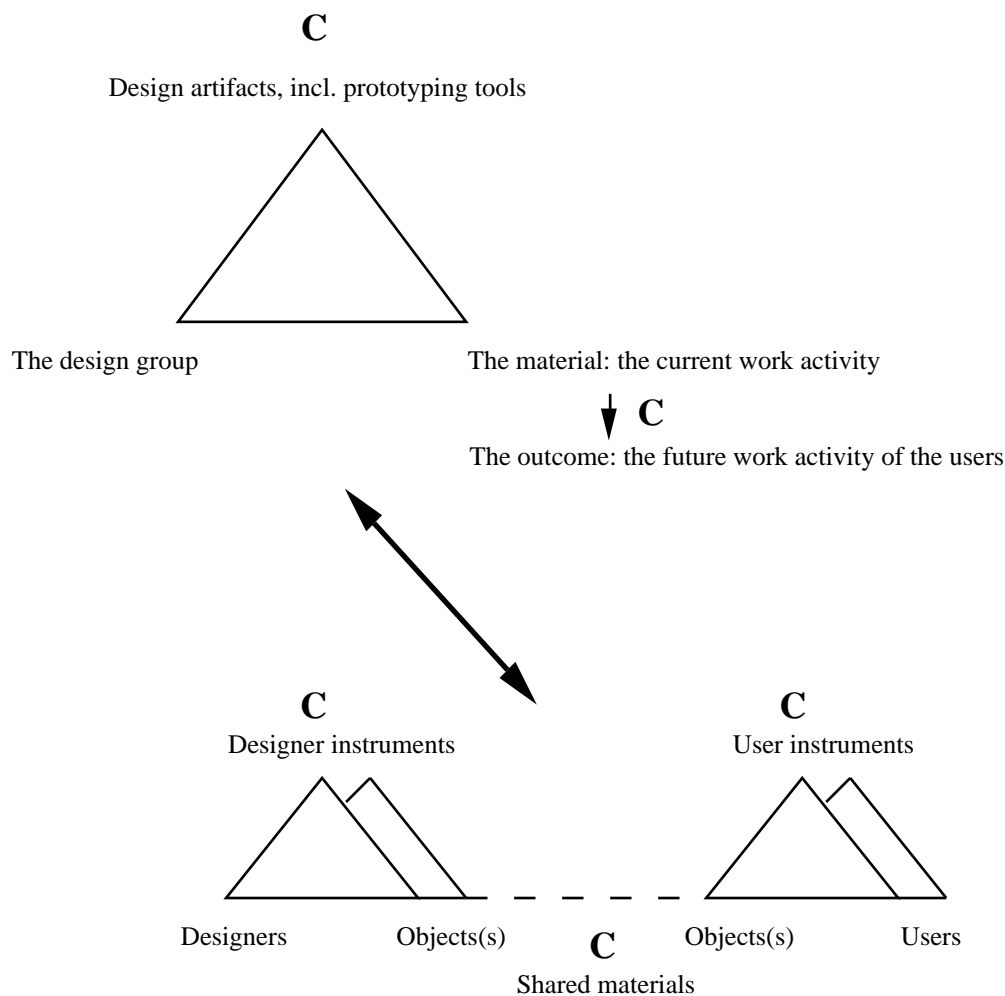 C
Design artifacts, incl. prototyping tools
The design group
The material: the current work activity
C
The outcome: the future work activity of the users
C
Designer instruments
C
User instruments
Designers
Objects(s)
C
Shared materials
Objects(s)
Users